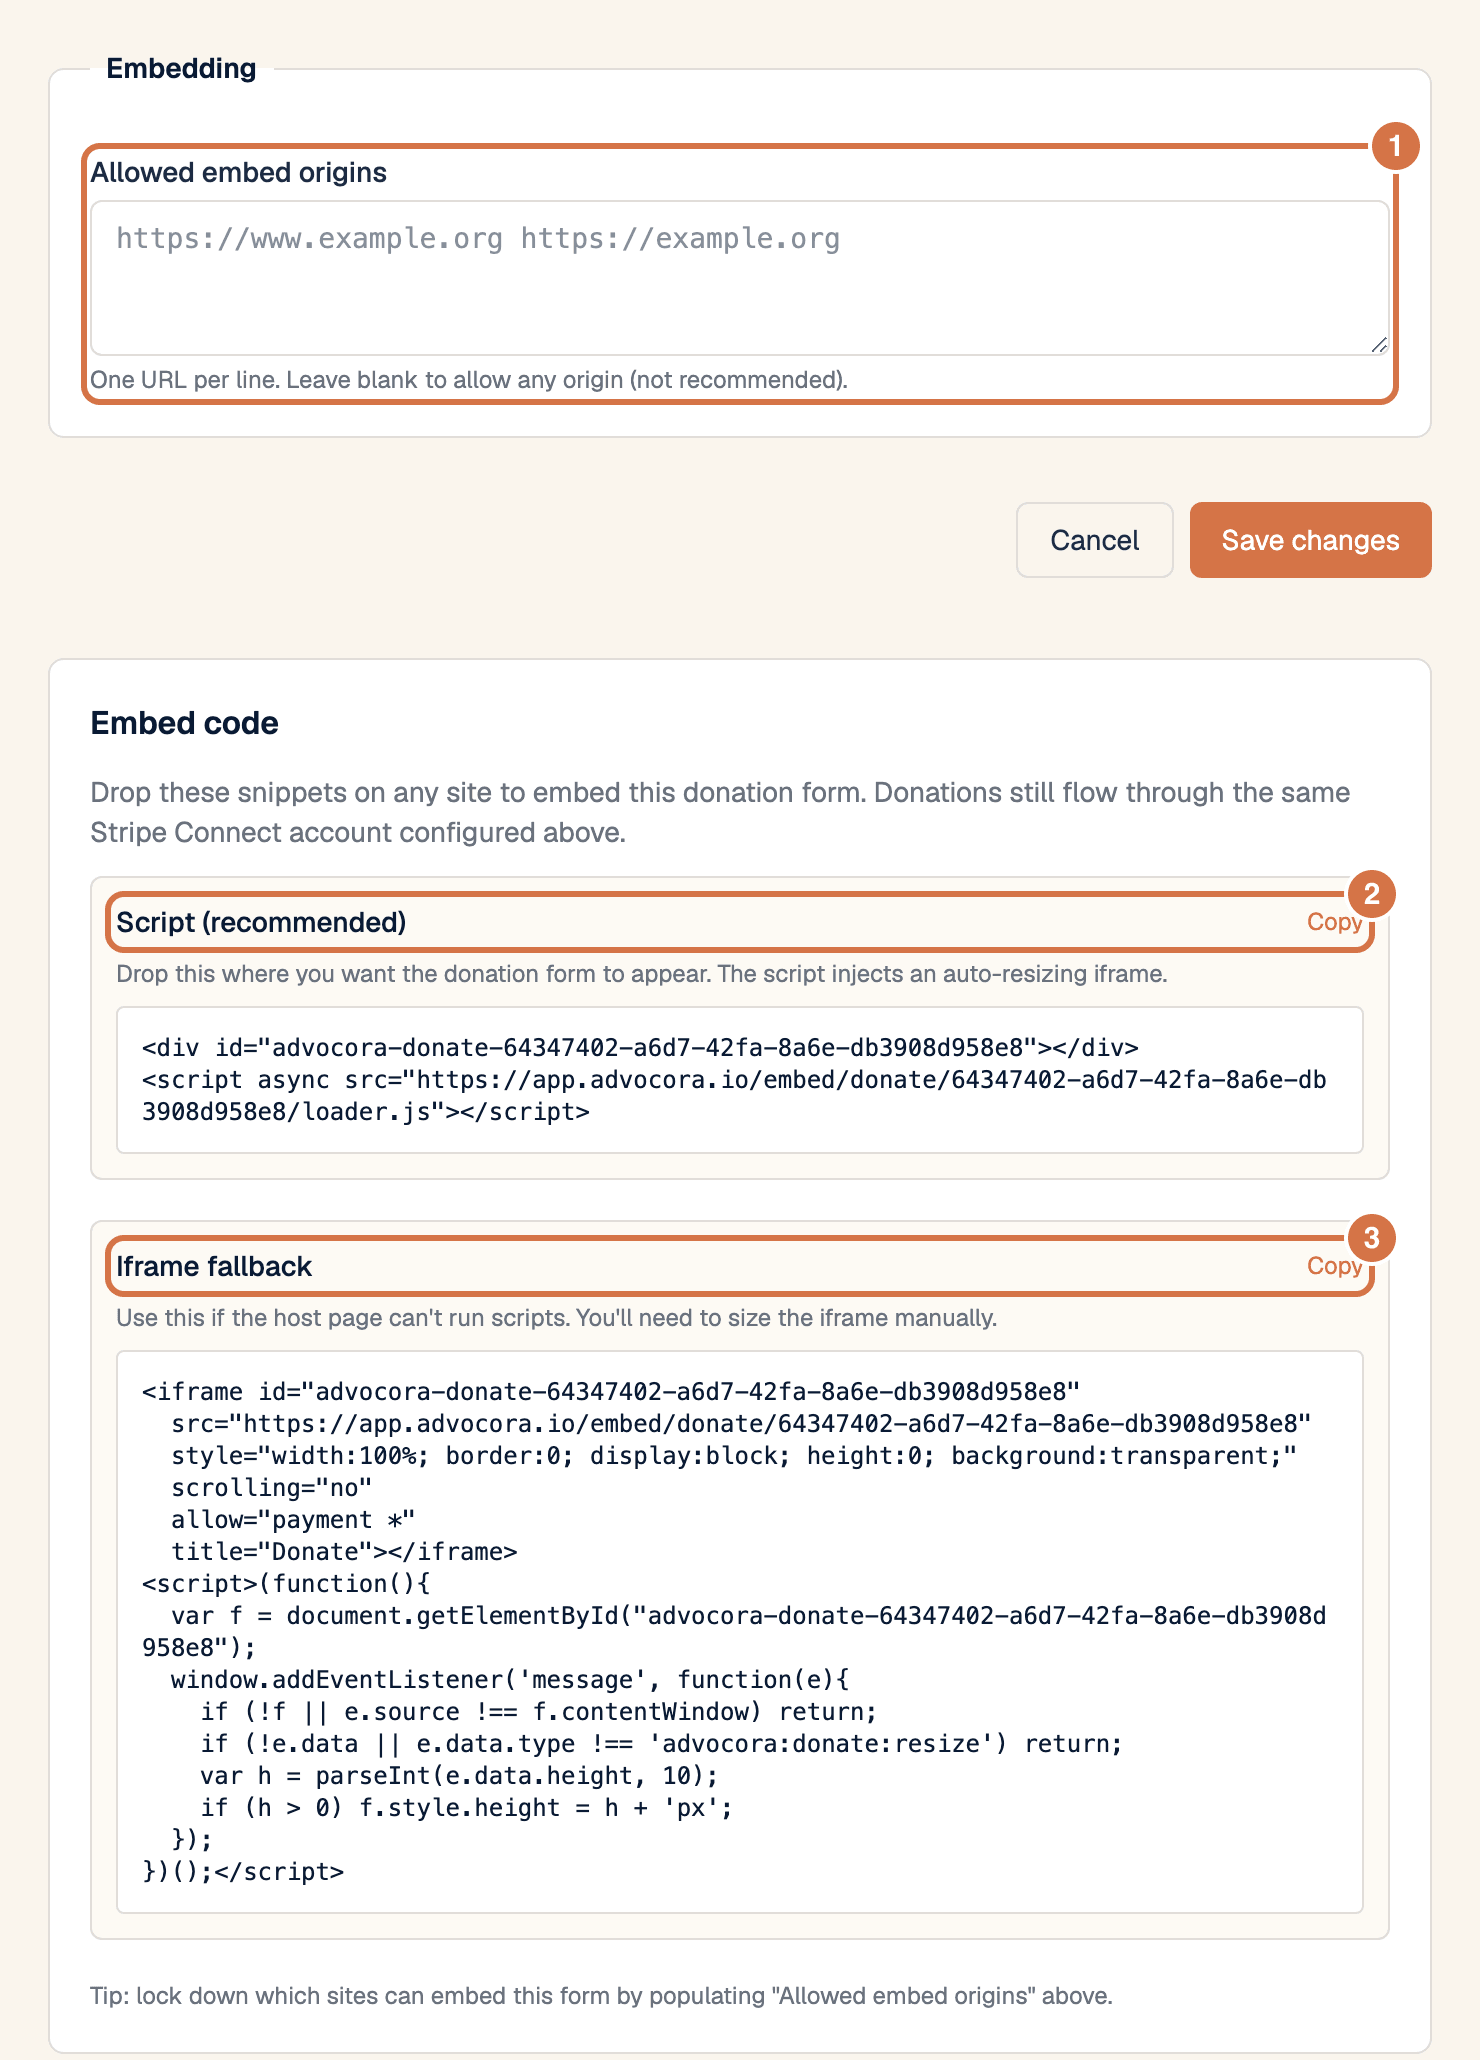 Embedding
1
Allowed embed origins
https://www.example.org https://example.org
One URL per line. Leave blank to allow any origin (not recommended).
Cancel
Save changes
Embed code
Drop these snippets on any site to embed this donation form. Donations still flow through the same
Stripe Connect account configured above.
2
Script (recommended)
Copy
Drop this where you want the donation form to appear. The script injects an auto-resizing iframe.
<div id="advocora-donate-64347402-a6d7-42fa-8a6e-db3908d958e8"></div>
<script async src="https://app.advocora.io/embed/donate/64347402-a6d7-42fa-8a6e-db
3908d958e8/loader.js"></script>
3
Iframe fallback
Copy
Use this if the host page can't run scripts. You'll need to size the iframe manually.
<iframe id="advocora-donate-64347402-a6d7-42fa-8a6e-db3908d958e8"
  src="https://app.advocora.io/embed/donate/64347402-a6d7-42fa-8a6e-db3908d958e8"
  style="width:100%; border:0; display:block; height:0; background:transparent;"
  scrolling="no"
  allow="payment *"
  title="Donate"></iframe>
<script>(function(){
  var f = document.getElementById("advocora-donate-64347402-a6d7-42fa-8a6e-db3908d
958e8");
  window.addEventListener('message', function(e){
    if (!f || e.source !== f.contentWindow) return;
    if (!e.data || e.data.type !== 'advocora:donate:resize') return;
    var h = parseInt(e.data.height, 10);
    if (h > 0) f.style.height = h + 'px';
  });
})();</script>
Tip: lock down which sites can embed this form by populating "Allowed embed origins" above.